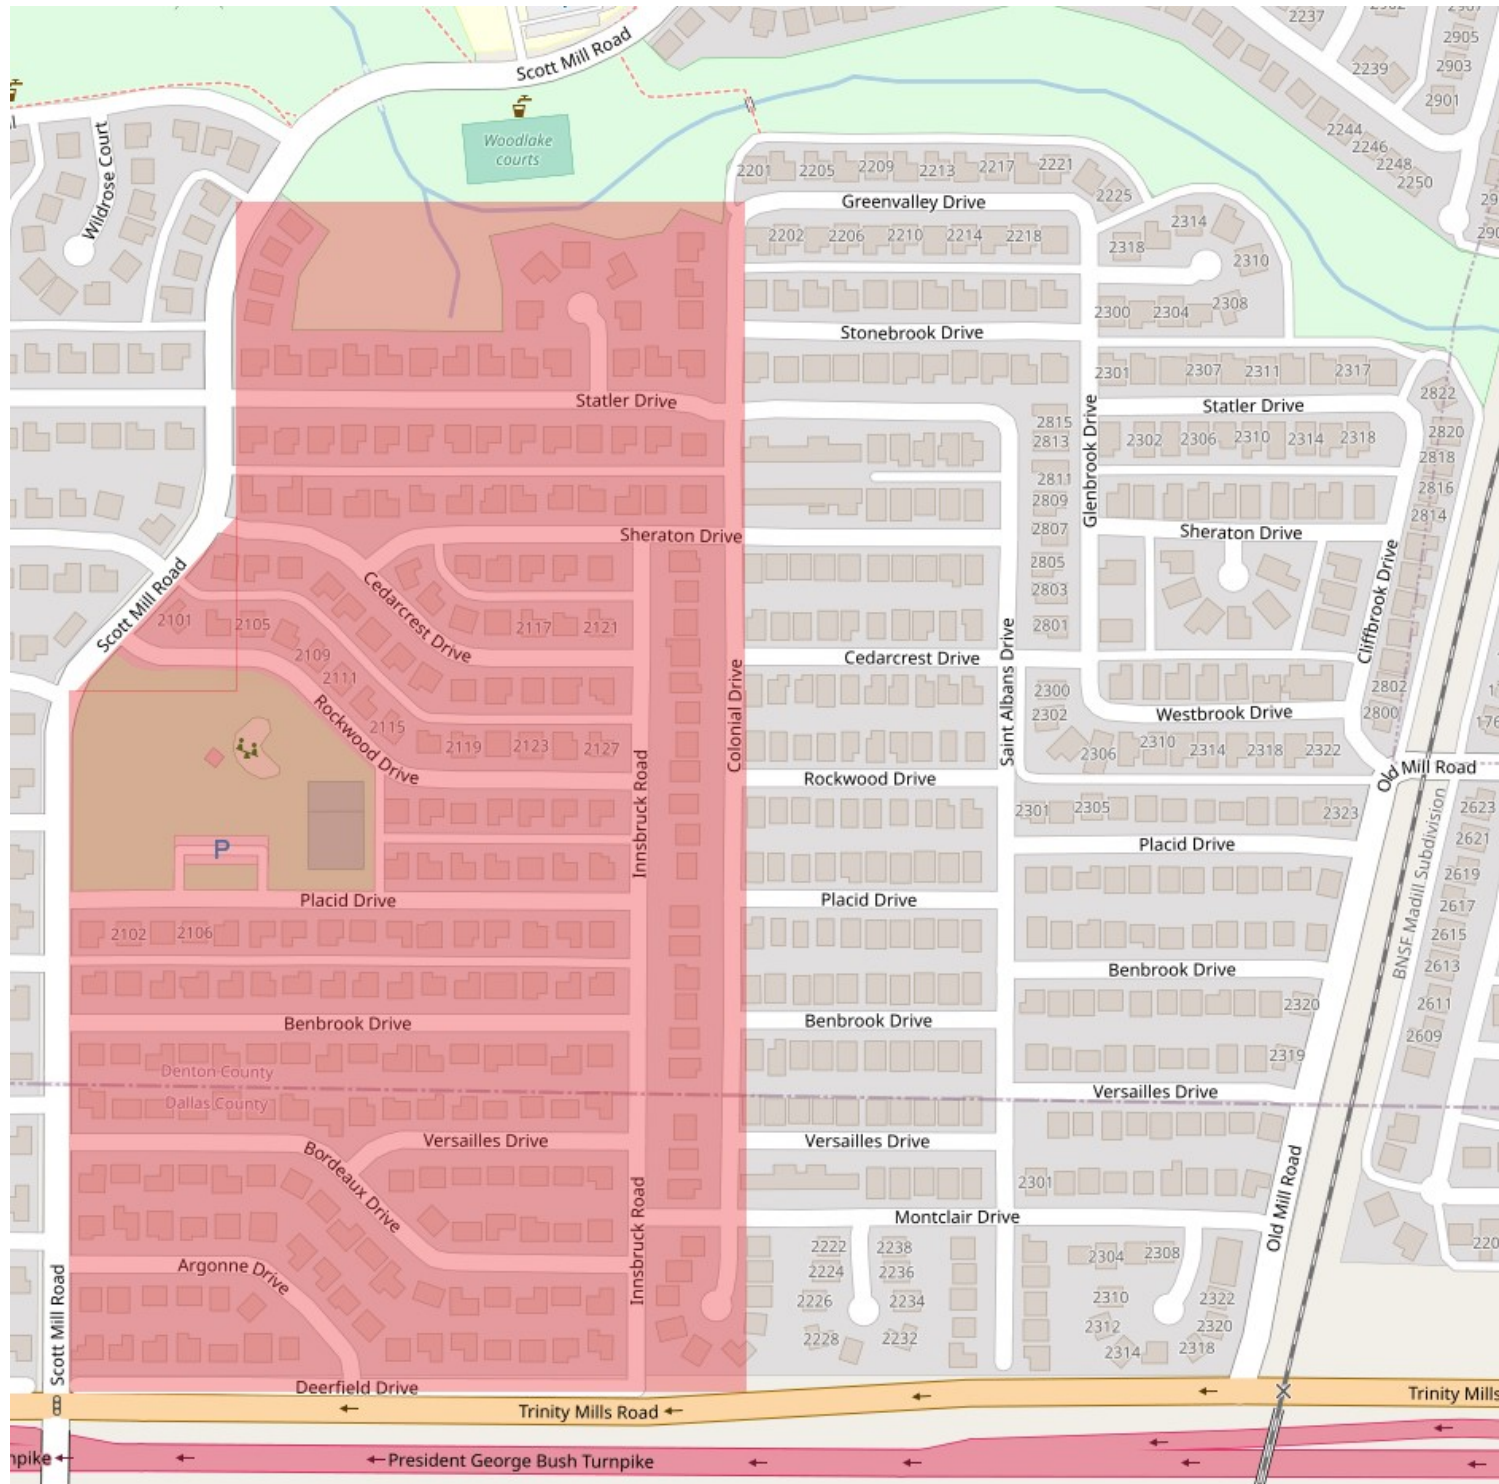 Scott Mill Road
2237
2905
2903
2239
2901
2244
2246
2248
2250
Wildrose Court
Woodlake
courts
2201
2205
2209
2213
2217
2221
2225
Greenvalley Drive
2202
2206
2210
2214
2218
2314
2318
2310
2300
2304
2308
Stonebrook Drive
2301
2307
2311
2317
2822
Statler Drive
Statler Drive
Glenbrook Drive
2815
2813
2811
2809
2807
2805
2803
2801
2302
2306
2310
2314
2318
2820
2818
2816
2814
Sheraton Drive
Sheraton Drive
Scott Mill Road
Cedarcrest Drive
2101
2105
2109
2111
2115
2117
2121
2119
2123
2127
Rockwood Drive
Innsbruck Road
Colonial Drive
Cedarcrest Drive
Saint Albans Drive
Cliffbrook Drive
2300
2302
2802
2800
Westbrook Drive
2306
2310
2314
2318
2322
Rockwood Drive
Old Mill Road
2301
2305
2323
Placid Drive
BNSF Madill Subdivision
2623
2621
2619
2617
2615
2613
2611
2609
P
Placid Drive
Placid Drive
2102
2106
Benbrook Drive
Benbrook Drive
Benbrook Drive
2320
2319
Denton County
Dallas County
Versailles Drive
Versailles Drive
Versailles Drive
Bordeaux Drive
2301
Montclair Drive
Old Mill Road
Innsbruck Road
Argonne Drive
Scott Mill Road
2222
2224
2226
2228
2238
2236
2234
2232
2304
2308
2310
2312
2314
2322
2320
2318
Deerfield Drive
Trinity Mills Road
Trinity Mills
President George Bush Turnpike